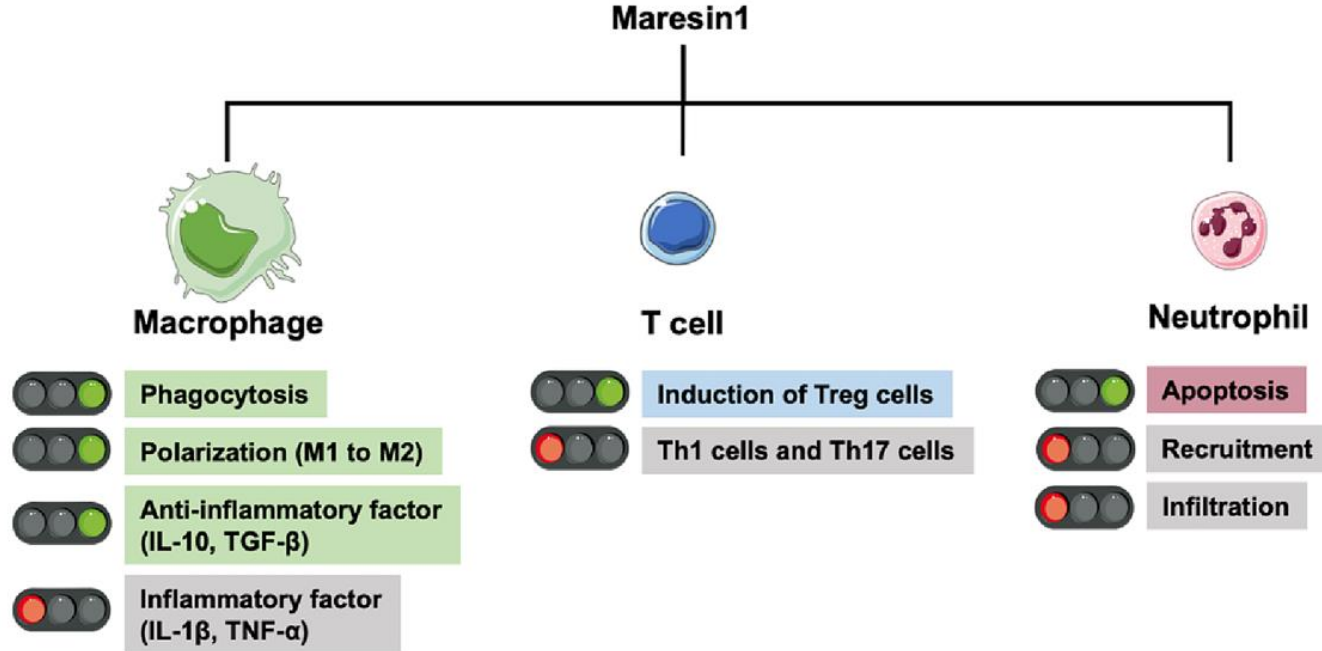 Maresin1
Macrophage
Phagocytosis
Polarization (M1 to M2)
Anti-inflammatory factor
(IL-10, TGF-β)
Inflammatory factor
(IL-1β, TNF-α)
T cell
Induction of Treg cells
Th1 cells and Th17 cells
Neutrophil
Apoptosis
Recruitment
Infiltration